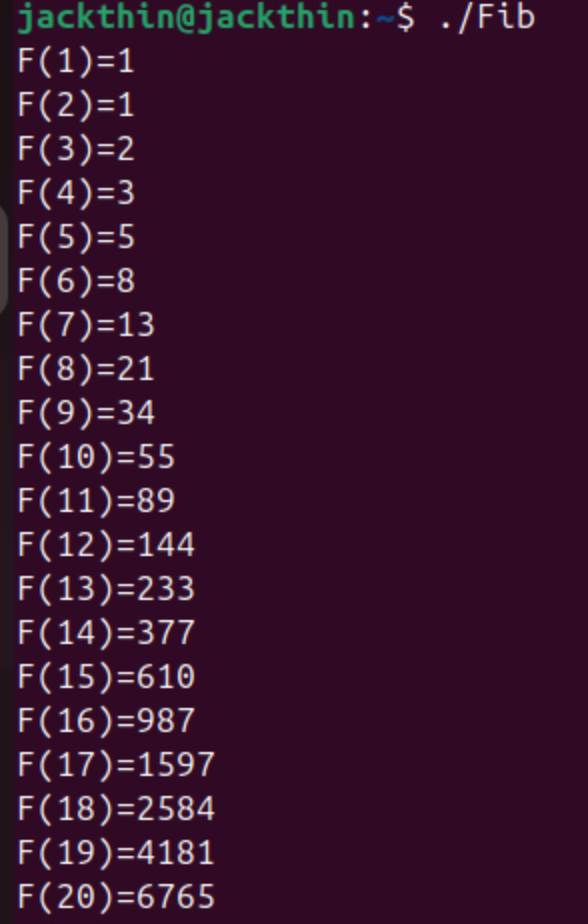 jackthin@jackthin:~$ ./Fib
F(1)=1
F(2)=1
F(3)=2
F(4)=3
F(5)=5
F(6)=8
F(7)=13
F(8)=21
F(9)=34
F(10)=55
F(11)=89
F(12)=144
F(13)=233
F(14)=377
F(15)=610
F(16)=987
F(17)=1597
F(18)=2584
F(19)=4181
F(20)=6765